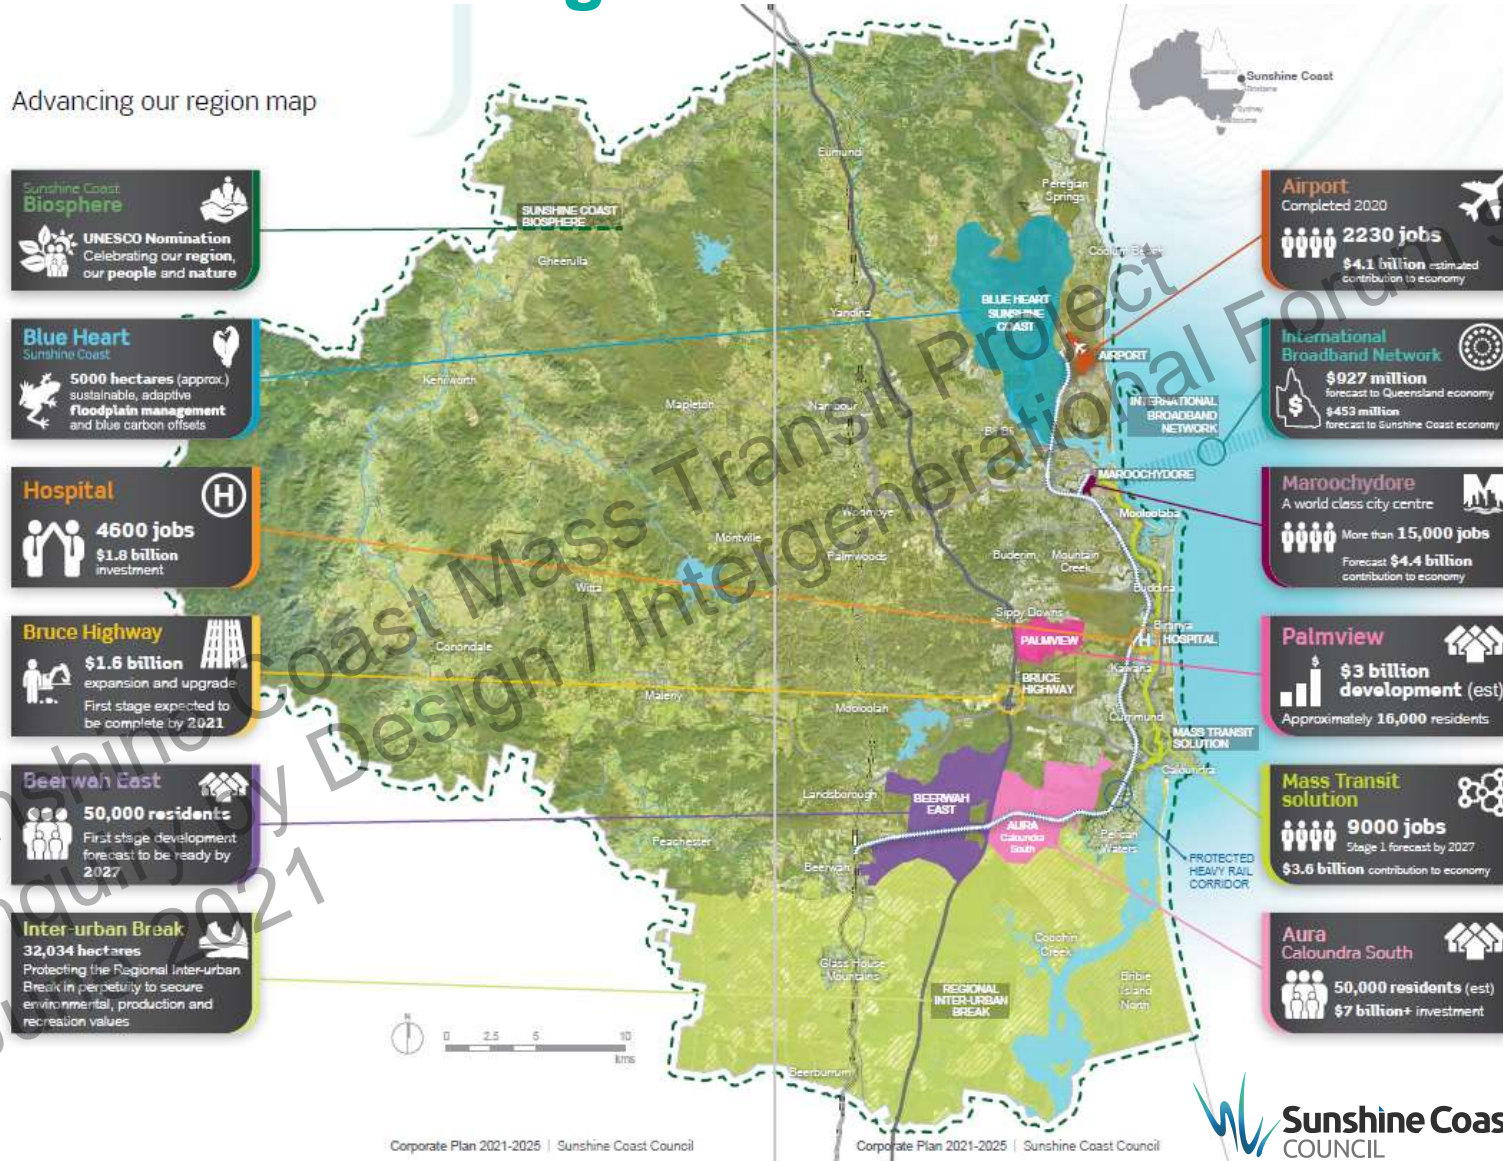 Advancing our region map
Sunshine Coast
Biosphere
UNESCO Nomination
Celebrating our region,
our people and nature
Blue Heart
Sunshine Coast
5000 hectares (approx.)
sustainable, adaptive
floodplain management
and blue carbon offsets
Hospital
H
4600 jobs
$1.8 billion
investment
Bruce Highway
$1.6 billion
expansion and upgrade
First stage expected to
be complete by 2021
Beerwah East
50,000 residents
First stage development
forecast to be ready by
2027
Inter-urban Break
32,034 hectares
Protecting the Regional Inter-urban
Break in perpetuity to secure
environmental, production and
recreation values
Queensland
Sunshine Coast
Brisbane
Sydney
Melbourne
Eumundi
Peregian
Springs
SUNSHINE COAST
BIOSPHERE
Gheerulla
Coolum Beach
BLUE HEART
SUNSHINE
COAST
Yandina
AIRPORT
Kenilworth
Mapleton
Nambour
Bli Bli
INTERNATIONAL
BROADBAND
NETWORK
MAROOCHYDORE
Mooloolaba
Woombye
Montville
Palmwoods
Buderim
Mountain
Creek
Witta
Buddina
Sippy Downs
Birtinya
PALMVIEW
H HOSPITAL
Conondale
Kawana
BRUCE
HIGHWAY
Maleny
Mooloolah
Currimundi
MASS TRANSIT
SOLUTION
Caloundra
Landsborough
BEERWAH
EAST
AURA
Caloundra
South
Pelican
Waters
Peachester
Beerwah
PROTECTED
HEAVY RAIL
CORRIDOR
Coochin
Creek
Glass House
Mountains
REGIONAL
INTER-URBAN
BREAK
Bribie
Island
North
Beerburrum
N
0 2.5 5 10
kms
Airport
Completed 2020
2230 jobs
$4.1 billion estimated
contribution to economy
International
Broadband Network
$927 million
forecast to Queensland economy
$
$453 million
forecast to Sunshine Coast economy
Maroochydore
A world class city centre
More than 15,000 jobs
Forecast $4.4 billion
contribution to economy
Palmview
$
$3 billion
development (est)
Approximately 16,000 residents
Mass Transit
solution
9000 jobs
Stage 1 forecast by 2027
$3.6 billion contribution to economy
Aura
Caloundra South
50,000 residents (est)
$7 billion+ investment
Corporate Plan 2021-2025 | Sunshine Coast Council
Corporate Plan 2021-2025 | Sunshine Coast Council
Sunshine Coas
COUNCIL
Coast Mass Transit Project
by Design / Intergenerational Forum
2021